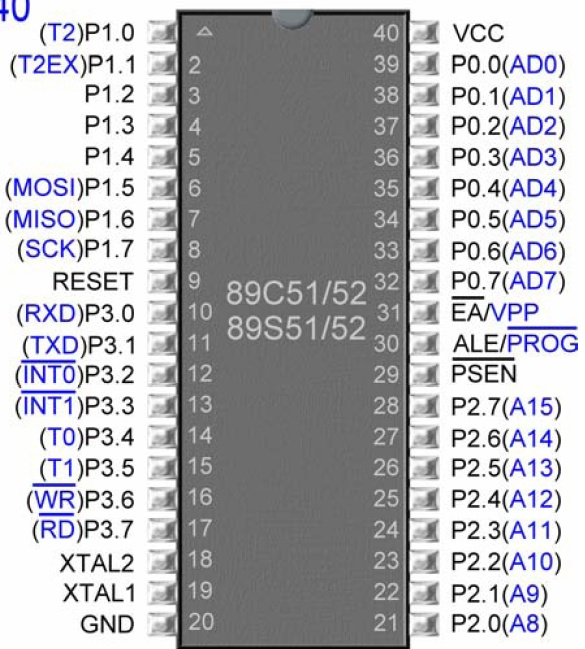 40
(T2)P1.0 40 VCC
(T2EX)P1.1 2 39 P0.0(AD0)
P1.2 3 38 P0.1(AD1)
P1.3 4 37 P0.2(AD2)
P1.4 5 36 P0.3(AD3)
(MOSI)P1.5 6 35 P0.4(AD4)
(MISO)P1.6 7 34 P0.5(AD5)
(SCK)P1.7 8 33 P0.6(AD6)
RESET 9 32 P0.7(AD7)
89C51/52
(RXD)P3.0 10 31 E̅A̅/VPP
89S51/52
(TXD)P3.1 11 30 ALE/P̅R̅O̅G̅
(I̅N̅T̅0̅)P3.2 12 29 P̅S̅E̅N̅
(I̅N̅T̅1̅)P3.3 13 28 P2.7(A15)
(T0)P3.4 14 27 P2.6(A14)
(T1)P3.5 15 26 P2.5(A13)
(W̅R̅)P3.6 16 25 P2.4(A12)
(R̅D̅)P3.7 17 24 P2.3(A11)
XTAL2 18 23 P2.2(A10)
XTAL1 19 22 P2.1(A9)
GND 20 21 P2.0(A8)